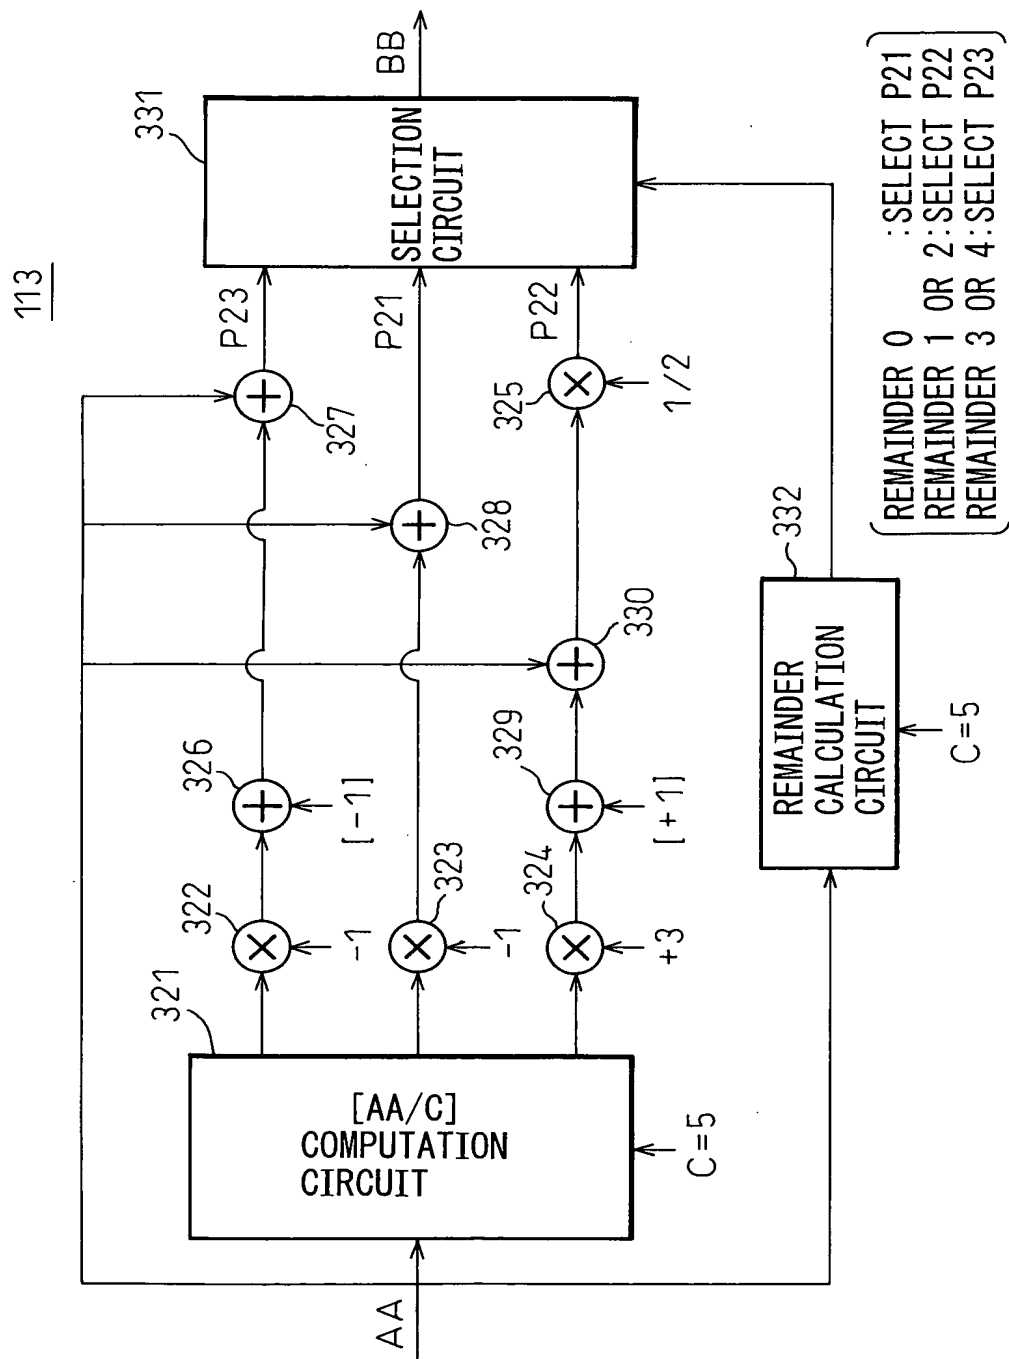 113
AA
321
[AA/C]
COMPUTATION
CIRCUIT
C=5
322
-1
323
-1
324
+3
326
[-1]
329
[+1]
330
328
327
325
1/2
P23
P21
P22
331
SELECTION
CIRCUIT
BB
332
REMAINDER
CALCULATION
CIRCUIT
C=5
REMAINDER 0 :SELECT P21
REMAINDER 1 OR 2:SELECT P22
REMAINDER 3 OR 4:SELECT P23